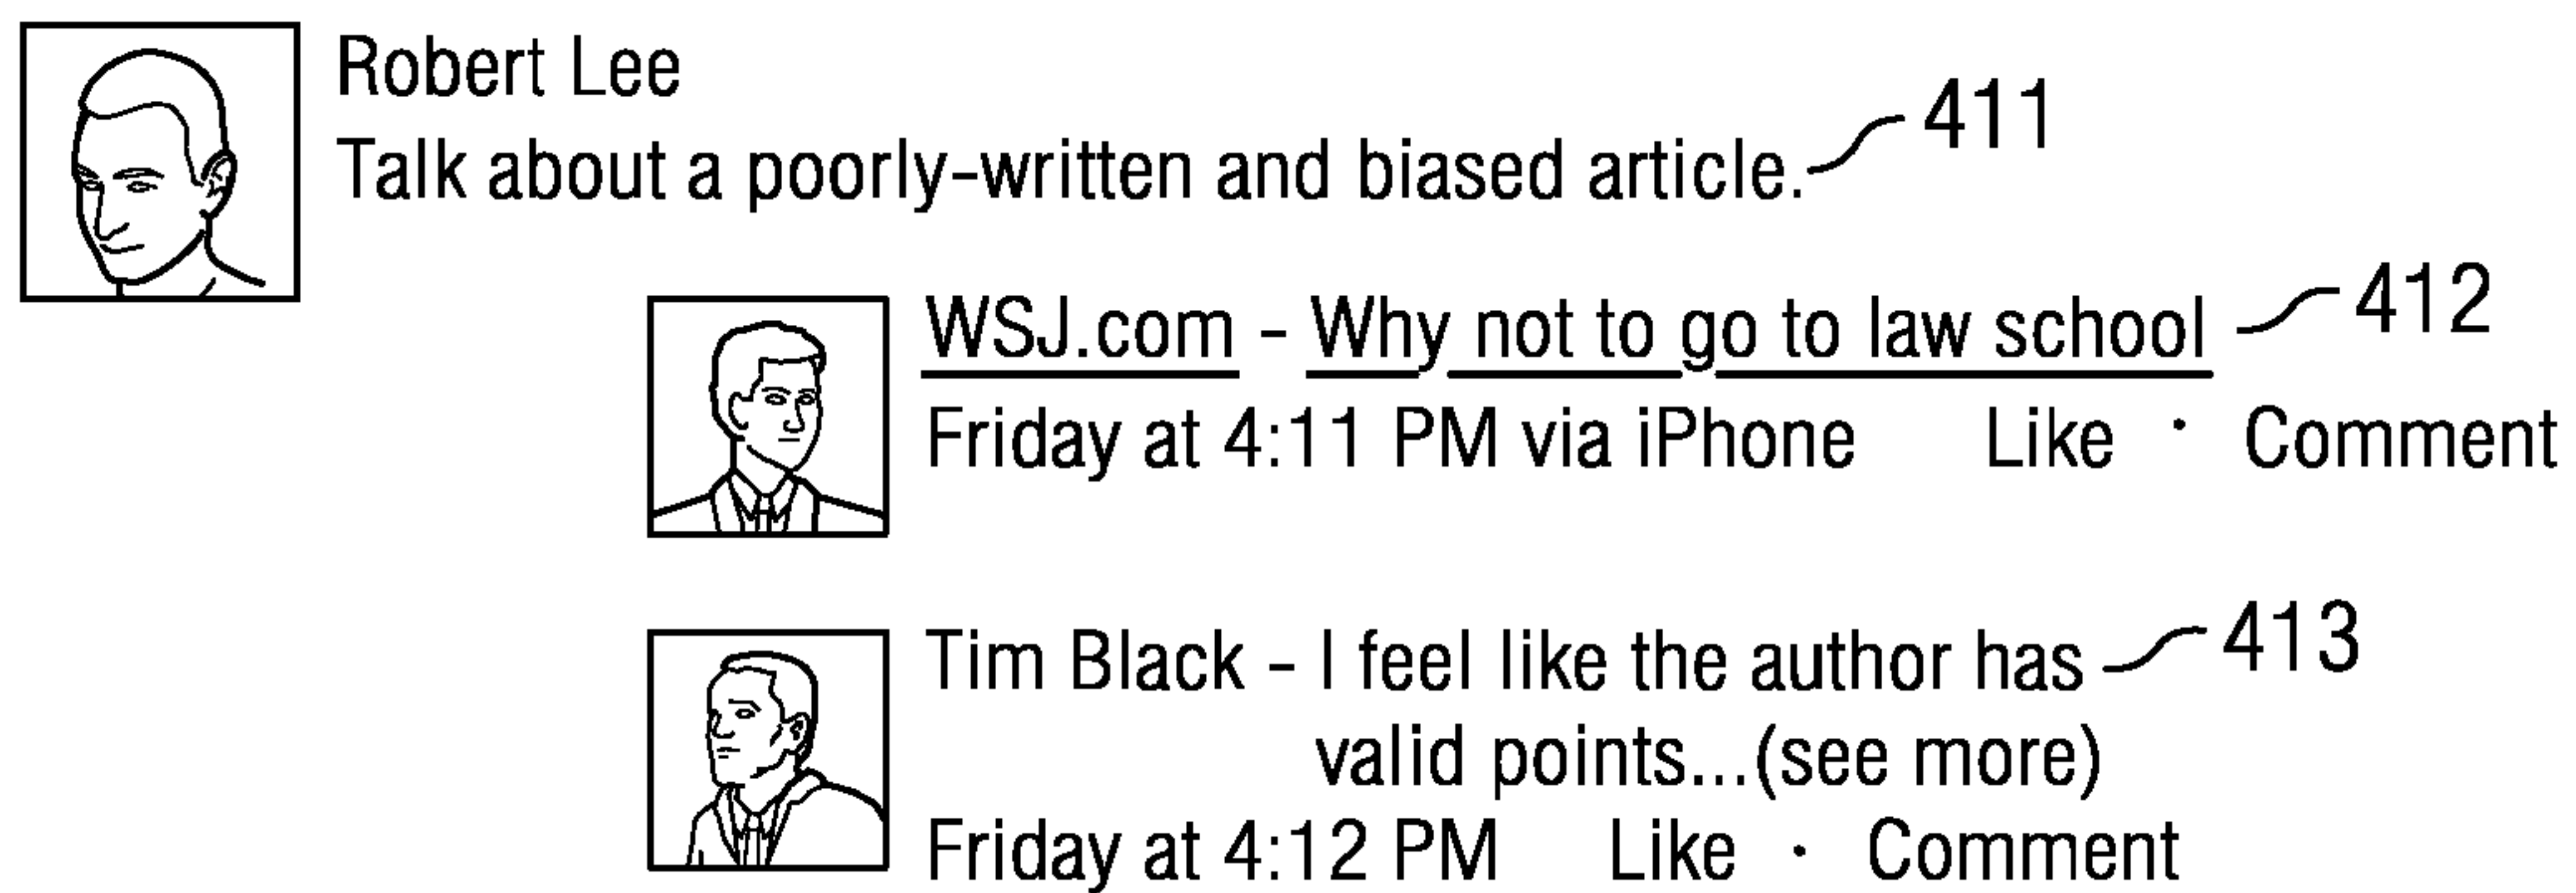 Robert Lee
Talk about a poorly-written and biased article. 411
WSJ.com - Why not to go to law school 412
Friday at 4:11 PM via iPhone Like · Comment
Tim Black - I feel like the author has 413
valid points...(see more)
Friday at 4:12 PM Like · Comment